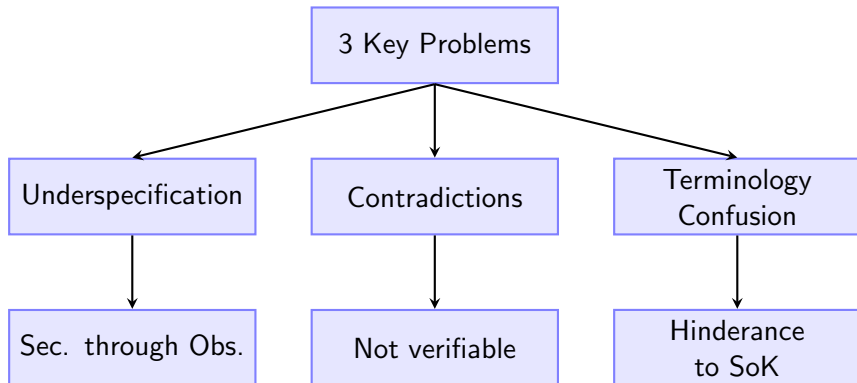 3 Key Problems
Underspecification
Contradictions
Terminology
Confusion
Sec. through Obs.
Not verifiable
Hinderance
to SoK